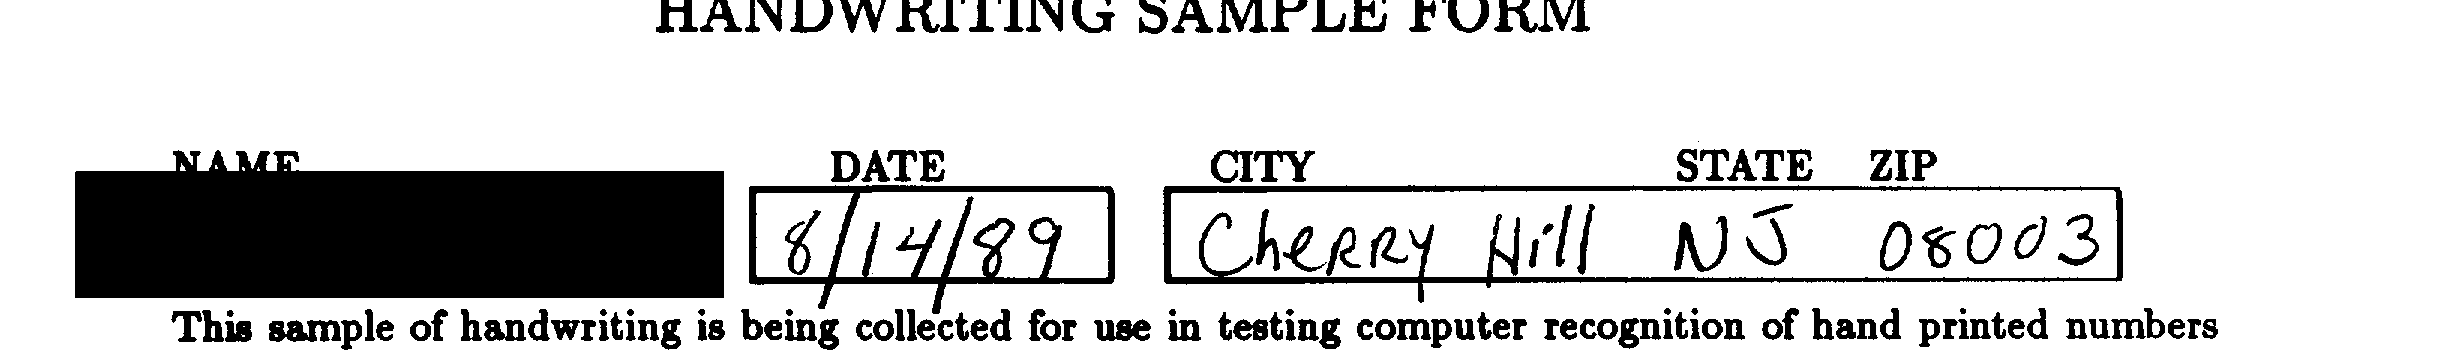 HANDWRITING SAMPLE FORM
NAME DATE CITY STATE ZIP
8/14/89 CheRRy Hill NJ 08003
This sample of handwriting is being collected for use in testing computer recognition of hand printed numbers